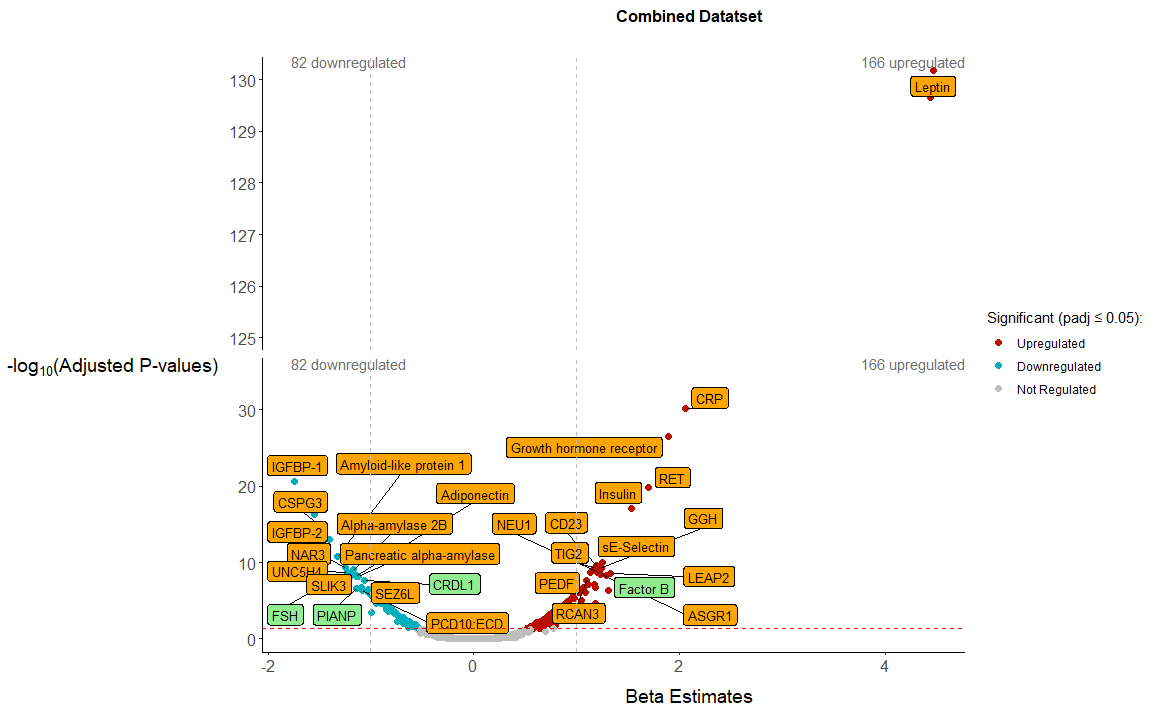 Combined Datatset
82 downregulated
166 upregulated
130
Leptin
129
128
127
126
125
-log10(Adjusted P-values)
82 downregulated
166 upregulated
30
CRP
Growth hormone receptor
20
IGFBP-1
Amyloid-like protein 1
RET
Insulin
Adiponectin
CSPG3
GGH
Alpha-amylase 2B
NEU1
CD23
IGFBP-2
sE-Selectin
10
NAR3
Pancreatic alpha-amylase
TIG2
UNC5H4
LEAP2
SLIK3
CRDL1
PEDF
Factor B
SEZ6L
FSH
PIANP
RCAN3
ASGR1
PCD10:ECD
0
-2
0
2
4
Beta Estimates
Significant (padj ≤ 0.05):
Upregulated
Downregulated
Not Regulated